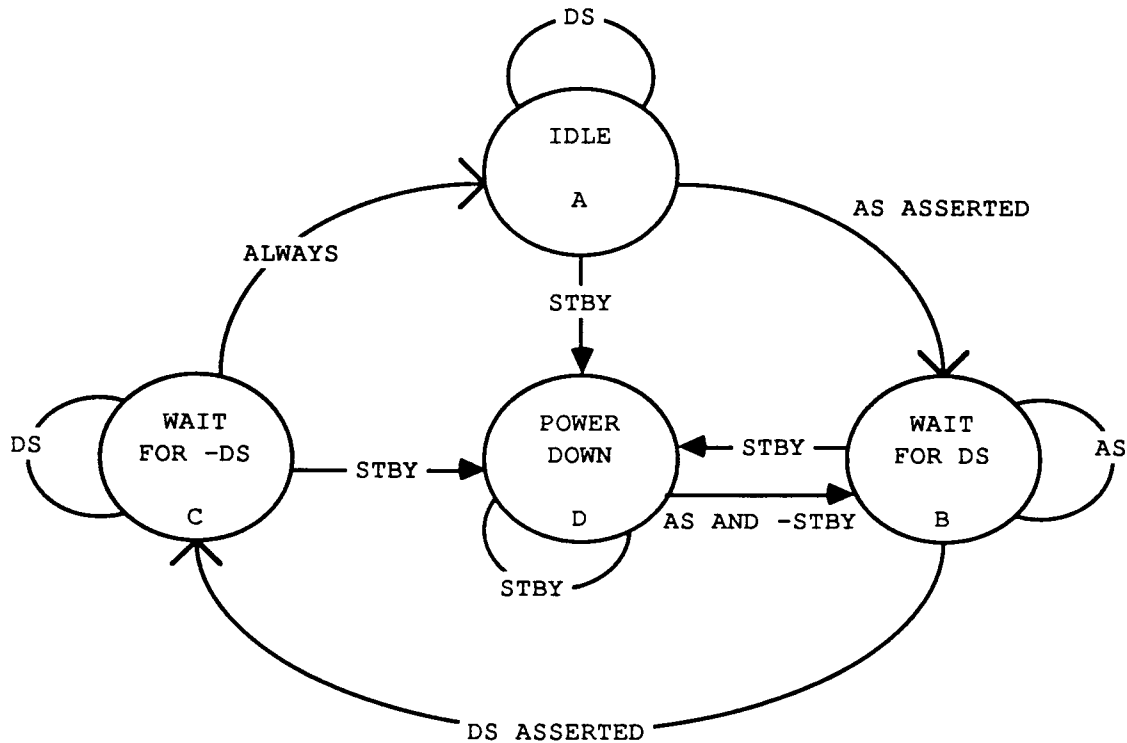 DS
IDLE
A
AS ASSERTED
ALWAYS
STBY
WAIT
FOR -DS
C
DS
STBY
POWER
DOWN
D
STBY
STBY
AS AND -STBY
WAIT
FOR DS
B
AS
DS ASSERTED